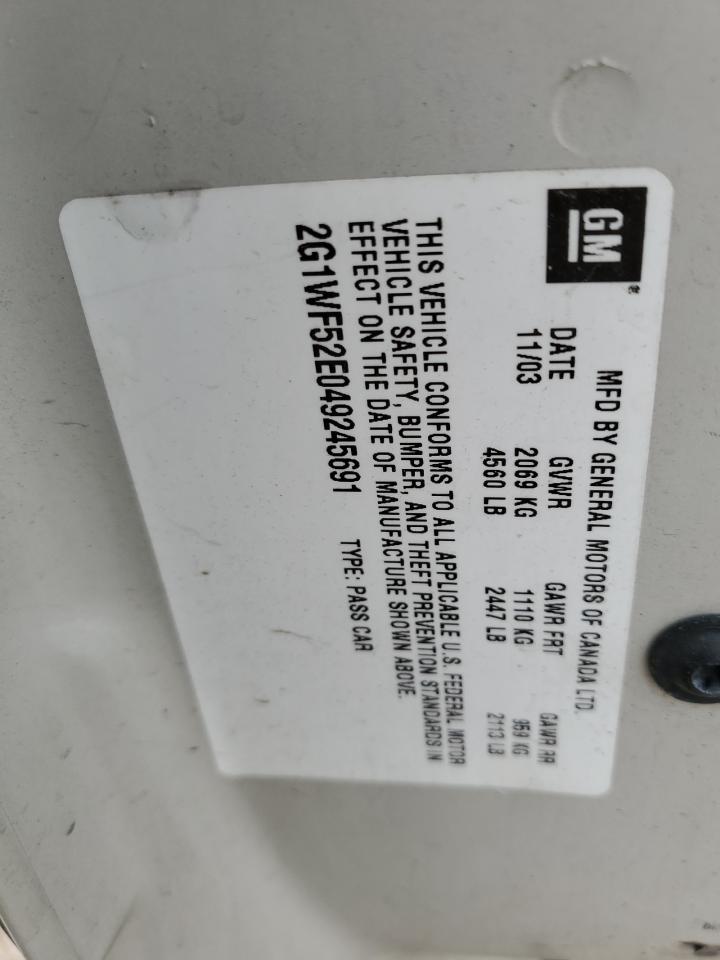 GM
MFD BY GENERAL MOTORS OF CANADA LTD.
DATE GVWR GAWR FRT GAWR RR
11/03 2069 KG 1110 KG 959 KG
4560 LB 2447 LB 2113 LB
THIS VEHICLE CONFORMS TO ALL APPLICABLE U.S. FEDERAL MOTOR
VEHICLE SAFETY, BUMPER, AND THEFT PREVENTION STANDARDS IN
EFFECT ON THE DATE OF MANUFACTURE SHOWN ABOVE.
2G1WF52E049245691 TYPE: PASS CAR